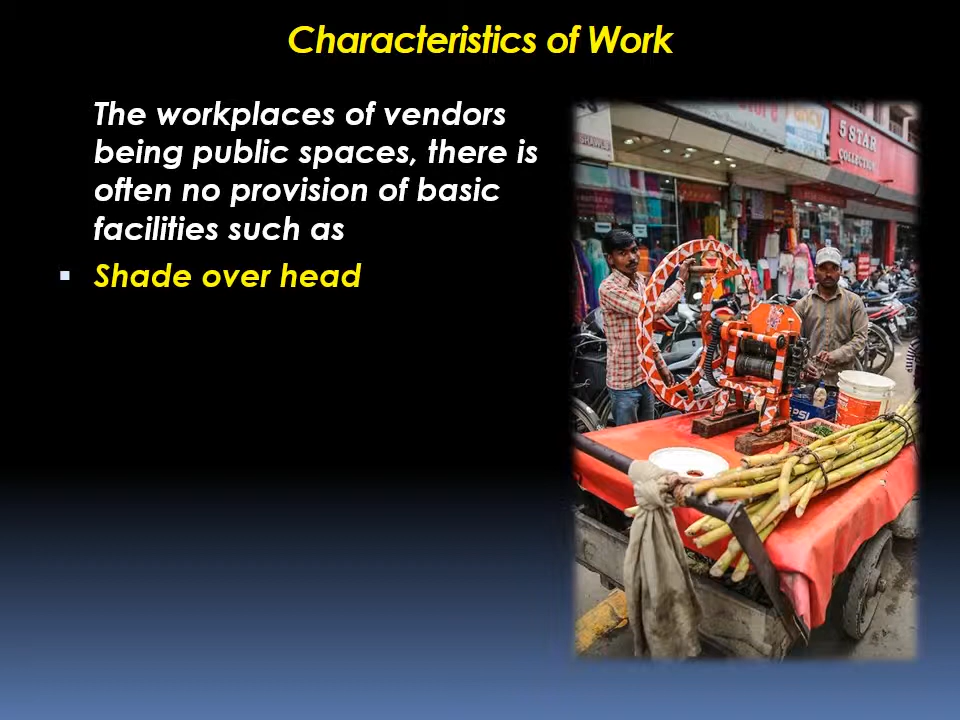 Characteristics of Work
The workplaces of vendors
being public spaces, there is
often no provision of basic
facilities such as
Shade over head
5 STAR
COLLECTION
PEPSI